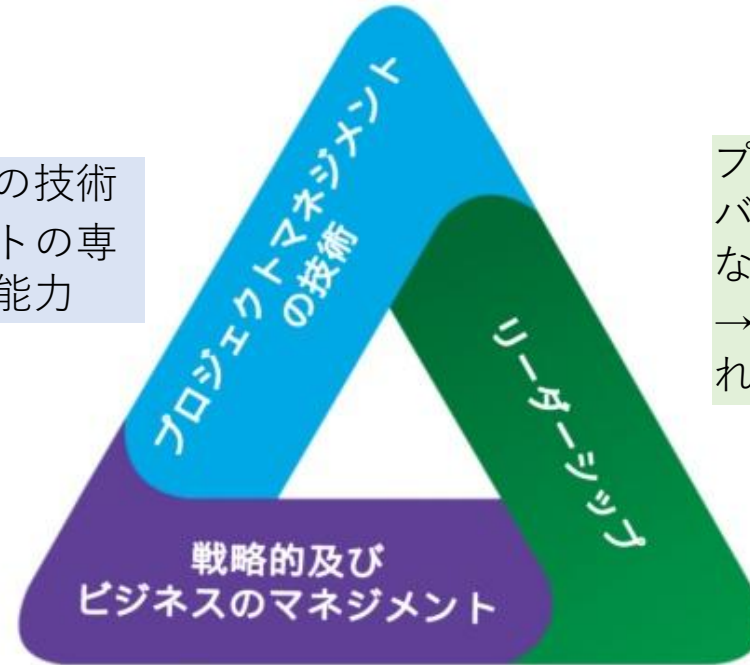 の技術
トの専
能力
プロジェクトマネジメント
の技術
プ
バ
な
→
れ
リーダーシップ
戦略的及び
ビジネスのマネジメント